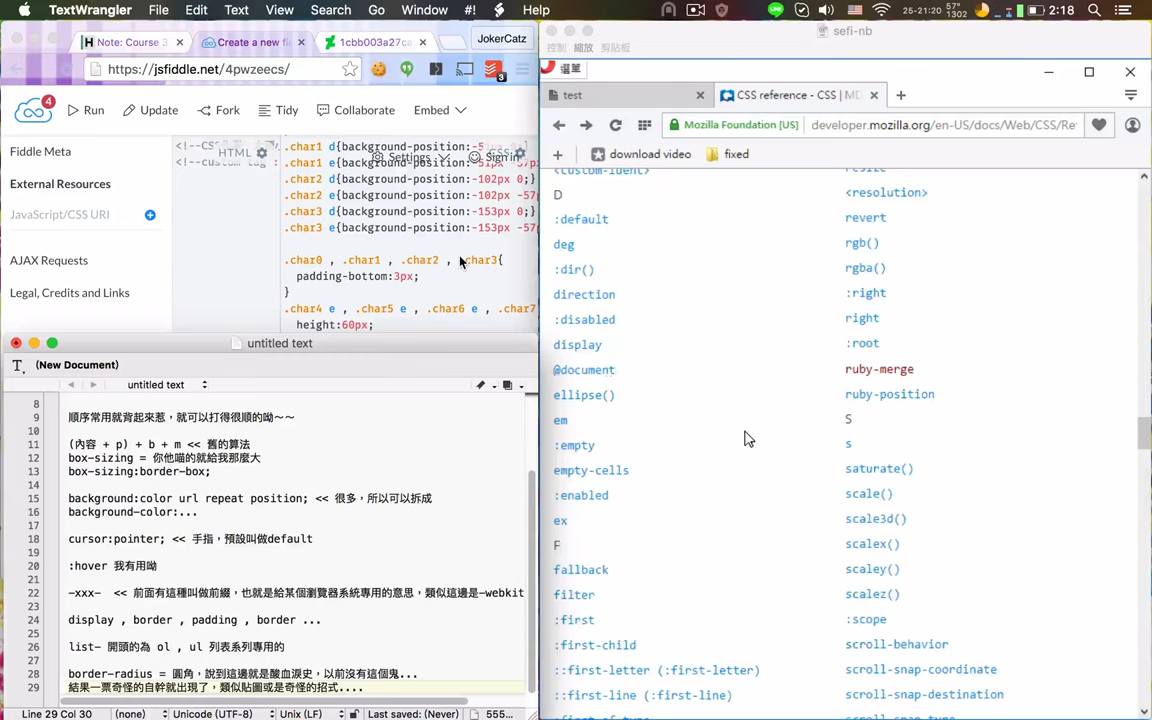 TextWrangler File Edit Text View Search Go Window #! Help
25-21:20 57° 1302 2:18
Note: Course 3
Create a new fi
1cbb003a27ca
JokerCatz
https://jsfiddle.net/4pwzeecs/
3
4
Run Update Fork Tidy Collaborate Embed
Settings Sign in
Fiddle Meta
External Resources
JavaScript/CSS URI
AJAX Requests
Legal, Credits and Links
HTML
.char1 e{background-position:-51px -57px
.char2 d{background-position:-102px 0;}
.char2 e{background-position:-102px -57p
.char3 d{background-position:-153px 0;}
.char3 e{background-position:-153px -57p
.char0 , .char1 , .char2 , .char3{
padding-bottom:3px;
}
.char4 e , .char5 e , .char6 e , .char7
height:60px;
untitled text
(New Document)
untitled text
8
9 順序常用就背起來惹，就可以打得很順的呦～～
10
11 (內容 + p) + b + m << 舊的算法
12 box-sizing = 你他喵的就給我那麼大
13 box-sizing:border-box;
14
15 background:color url repeat position; << 很多，所以可以拆成
16 background-color:...
17
18 cursor:pointer; << 手指，預設叫做default
19
20 :hover 我有用呦
21
22 -xxx- << 前面有這種叫做前綴，也就是給某個瀏覽器系統專用的意思，類似這邊是-webkit
23
24 display , border , padding , border ...
25
26 list- 開頭的為 ol , ul 列表系列專用的
27
28 border-radius = 圓角，說到這邊就是酸血淚史，以前沒有這個鬼...
29 結果一票奇怪的自幹就出現了，類似貼圖或是奇怪的招式....
Line 29 Col 30 (none) Unicode (UTF-8) Unix (LF) Last saved: (Never) 555...
sefi-nb
控制 縮放 剪貼板
選單
test
CSS reference - CSS | MD
Mozilla Foundation [US] developer.mozilla.org/en-US/docs/Web/CSS/Re
download video fixed
<custom-ident>
D
:default
deg
:dir()
direction
:disabled
display
@document
ellipse()
em
:empty
empty-cells
:enabled
ex
F
fallback
filter
:first
:first-child
::first-letter (:first-letter)
::first-line (:first-line)
resize
<resolution>
revert
rgb()
rgba()
:right
right
:root
ruby-merge
ruby-position
S
s
saturate()
scale()
scale3d()
scalex()
scaley()
scalez()
:scope
scroll-behavior
scroll-snap-coordinate
scroll-snap-destination